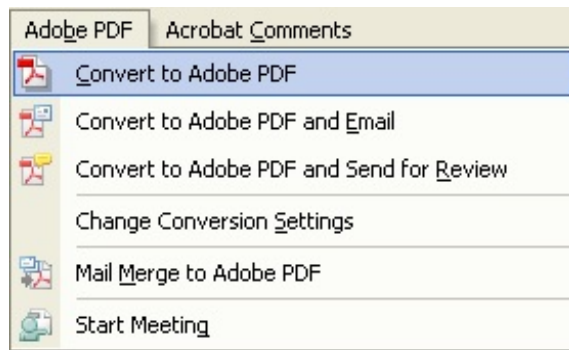 Adobe PDF Acrobat Comments
Convert to Adobe PDF
Convert to Adobe PDF and Email
Convert to Adobe PDF and Send for Review
Change Conversion Settings
Mail Merge to Adobe PDF
Start Meeting